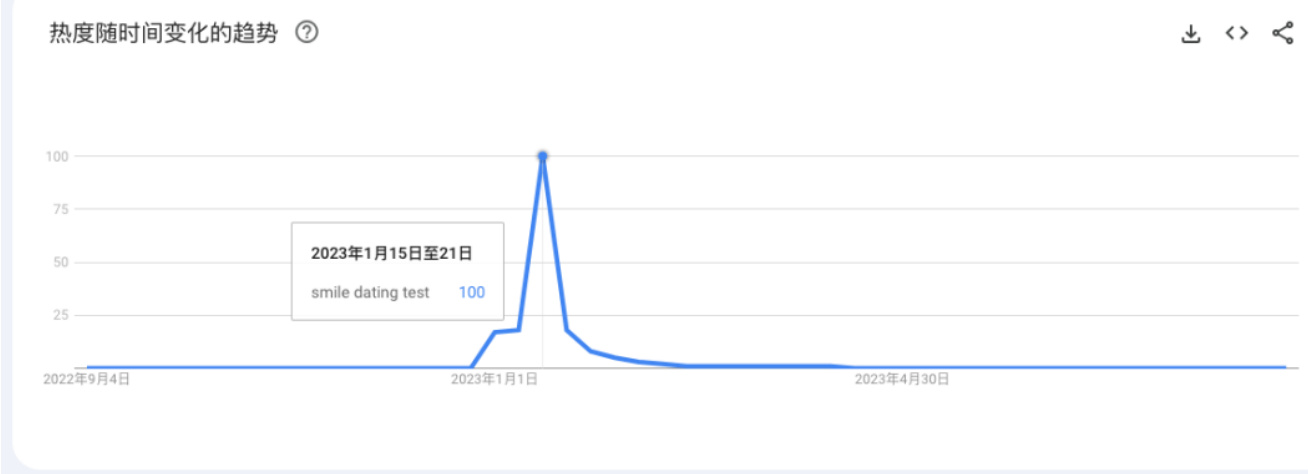 热度随时间变化的趋势
100
75
50
25
2023年1月15日至21日
smile dating test 100
2022年9月4日 2023年1月1日 2023年4月30日